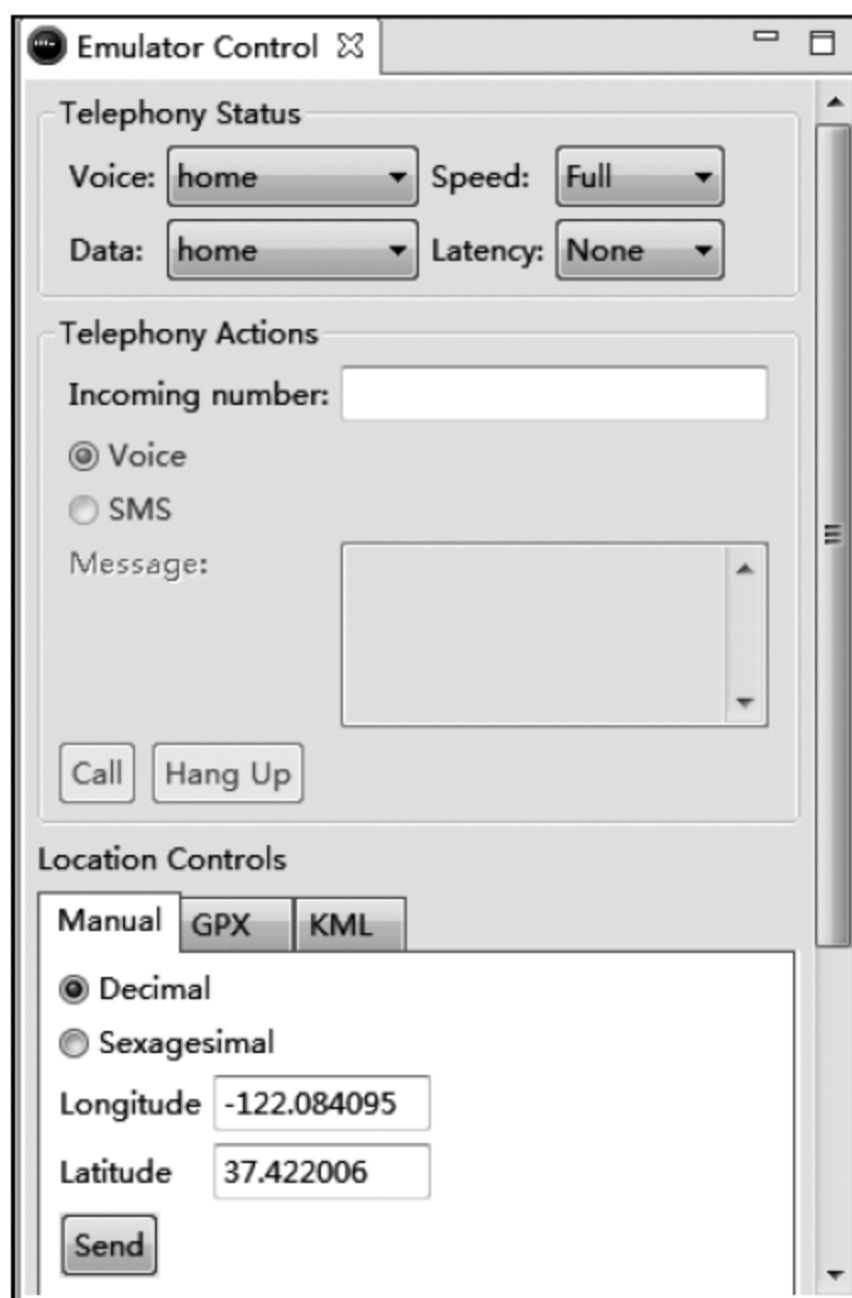 Emulator Control
Telephony Status
Voice: home Speed: Full
Data: home Latency: None
Telephony Actions
Incoming number:
Voice
SMS
Message:
Call Hang Up
Location Controls
Manual GPX KML
Decimal
Sexagesimal
Longitude -122.084095
Latitude 37.422006
Send